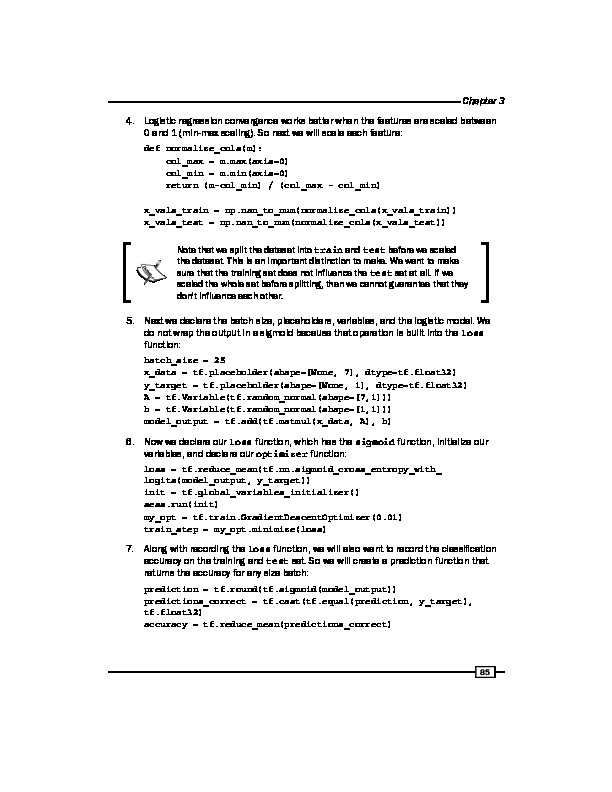 Chapter 3
4. Logistic regression convergence works better when the features are scaled between
0 and 1 (min-max scaling). So next we will scale each feature:
def normalize_cols(m):
col_max = m.max(axis=0)
col_min = m.min(axis=0)
return (m-col_min) / (col_max - col_min)
x_vals_train = np.nan_to_num(normalize_cols(x_vals_train))
x_vals_test = np.nan_to_num(normalize_cols(x_vals_test))
Note that we split the dataset into train and test before we scaled
the dataset. This is an important distinction to make. We want to make
sure that the training set does not influence the test set at all. If we
scaled the whole set before splitting, then we cannot guarantee that they
don't influence each other.
5. Next we declare the batch size, placeholders, variables, and the logistic model. We
do not wrap the output in a sigmoid because that operation is built into the loss
function:
batch_size = 25
x_data = tf.placeholder(shape=[None, 7], dtype=tf.float32)
y_target = tf.placeholder(shape=[None, 1], dtype=tf.float32)
A = tf.Variable(tf.random_normal(shape=[7,1]))
b = tf.Variable(tf.random_normal(shape=[1,1]))
model_output = tf.add(tf.matmul(x_data, A), b)
6. Now we declare our loss function, which has the sigmoid function, initialize our
variables, and declare our optimizer function:
loss = tf.reduce_mean(tf.nn.sigmoid_cross_entropy_with_
logits(model_output, y_target))
init = tf.global_variables_initializer()
sess.run(init)
my_opt = tf.train.GradientDescentOptimizer(0.01)
train_step = my_opt.minimize(loss)
7. Along with recording the loss function, we will also want to record the classification
accuracy on the training and test set. So we will create a prediction function that
returns the accuracy for any size batch:
prediction = tf.round(tf.sigmoid(model_output))
predictions_correct = tf.cast(tf.equal(prediction, y_target),
tf.float32)
accuracy = tf.reduce_mean(predictions_correct)
85